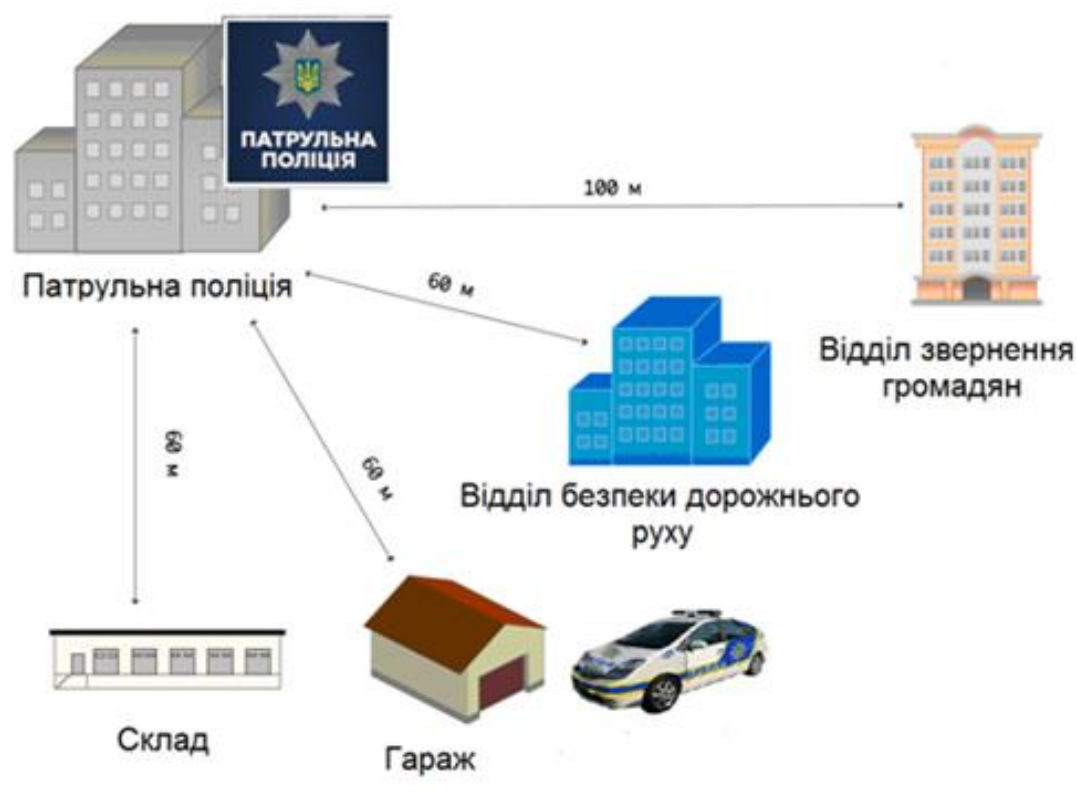 ПАТРУЛЬНА
ПОЛІЦІЯ
100 м
Патрульна поліція
60 м
Відділ звернення
громадян
60 м
60 м
Відділ безпеки дорожнього
руху
Склад
Гараж